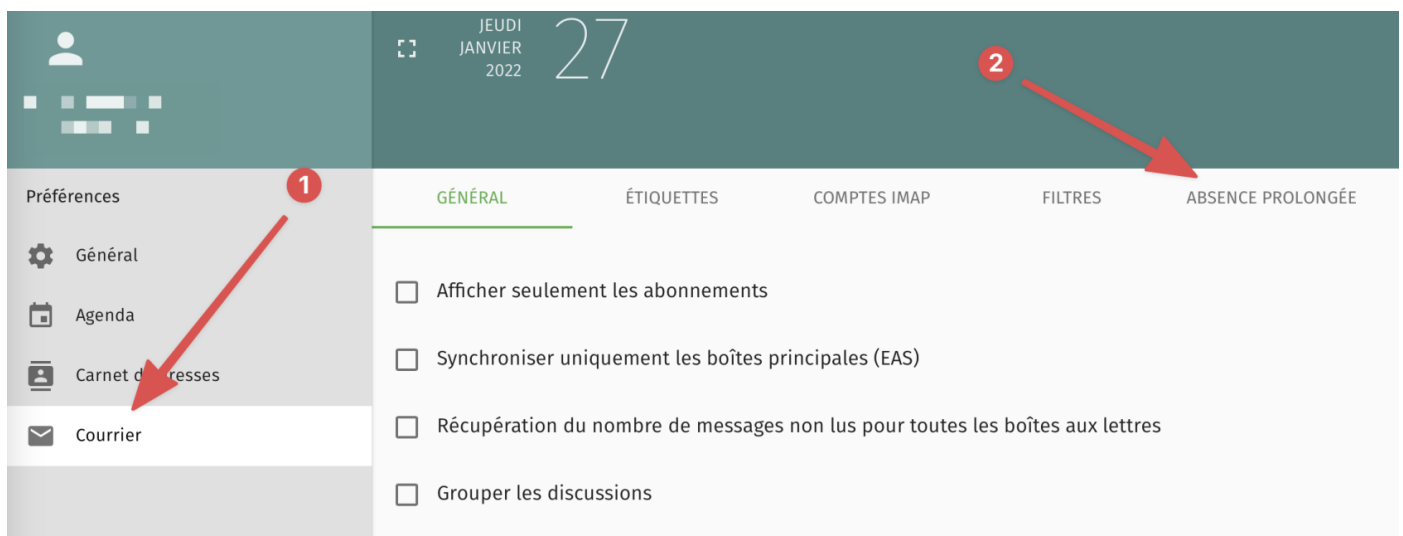 JEUDI
JANVIER
2022
27
2
Préférences
1
GÉNÉRAL
ÉTIQUETTES
COMPTES IMAP
FILTRES
ABSENCE PROLONGÉE
Général
Agenda
Carnet d'adresses
Courrier
Afficher seulement les abonnements
Synchroniser uniquement les boîtes principales (EAS)
Récupération du nombre de messages non lus pour toutes les boîtes aux lettres
Grouper les discussions